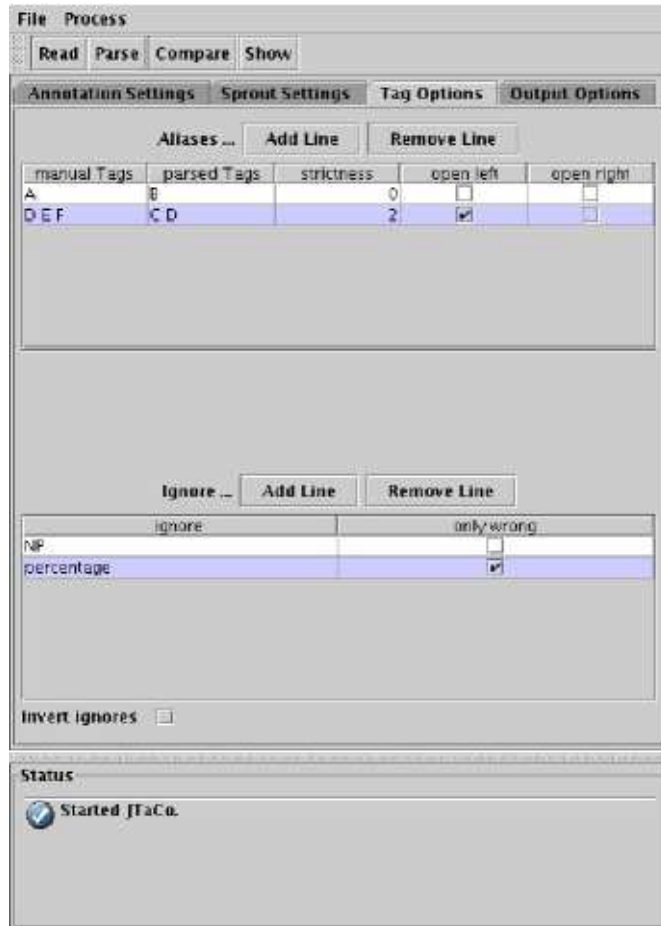 File Process
Read Parse Compare Show
Annotation Settings Sprout Settings Tag Options Output Options
Aliases ... Add Line Remove Line
manual Tags parsed Tags strictness open left open right
A B 0
D E F C D 2
Ignore ... Add Line Remove Line
ignore only wrong
NP
percentage
Invert ignores
Status
Started JTaCo.